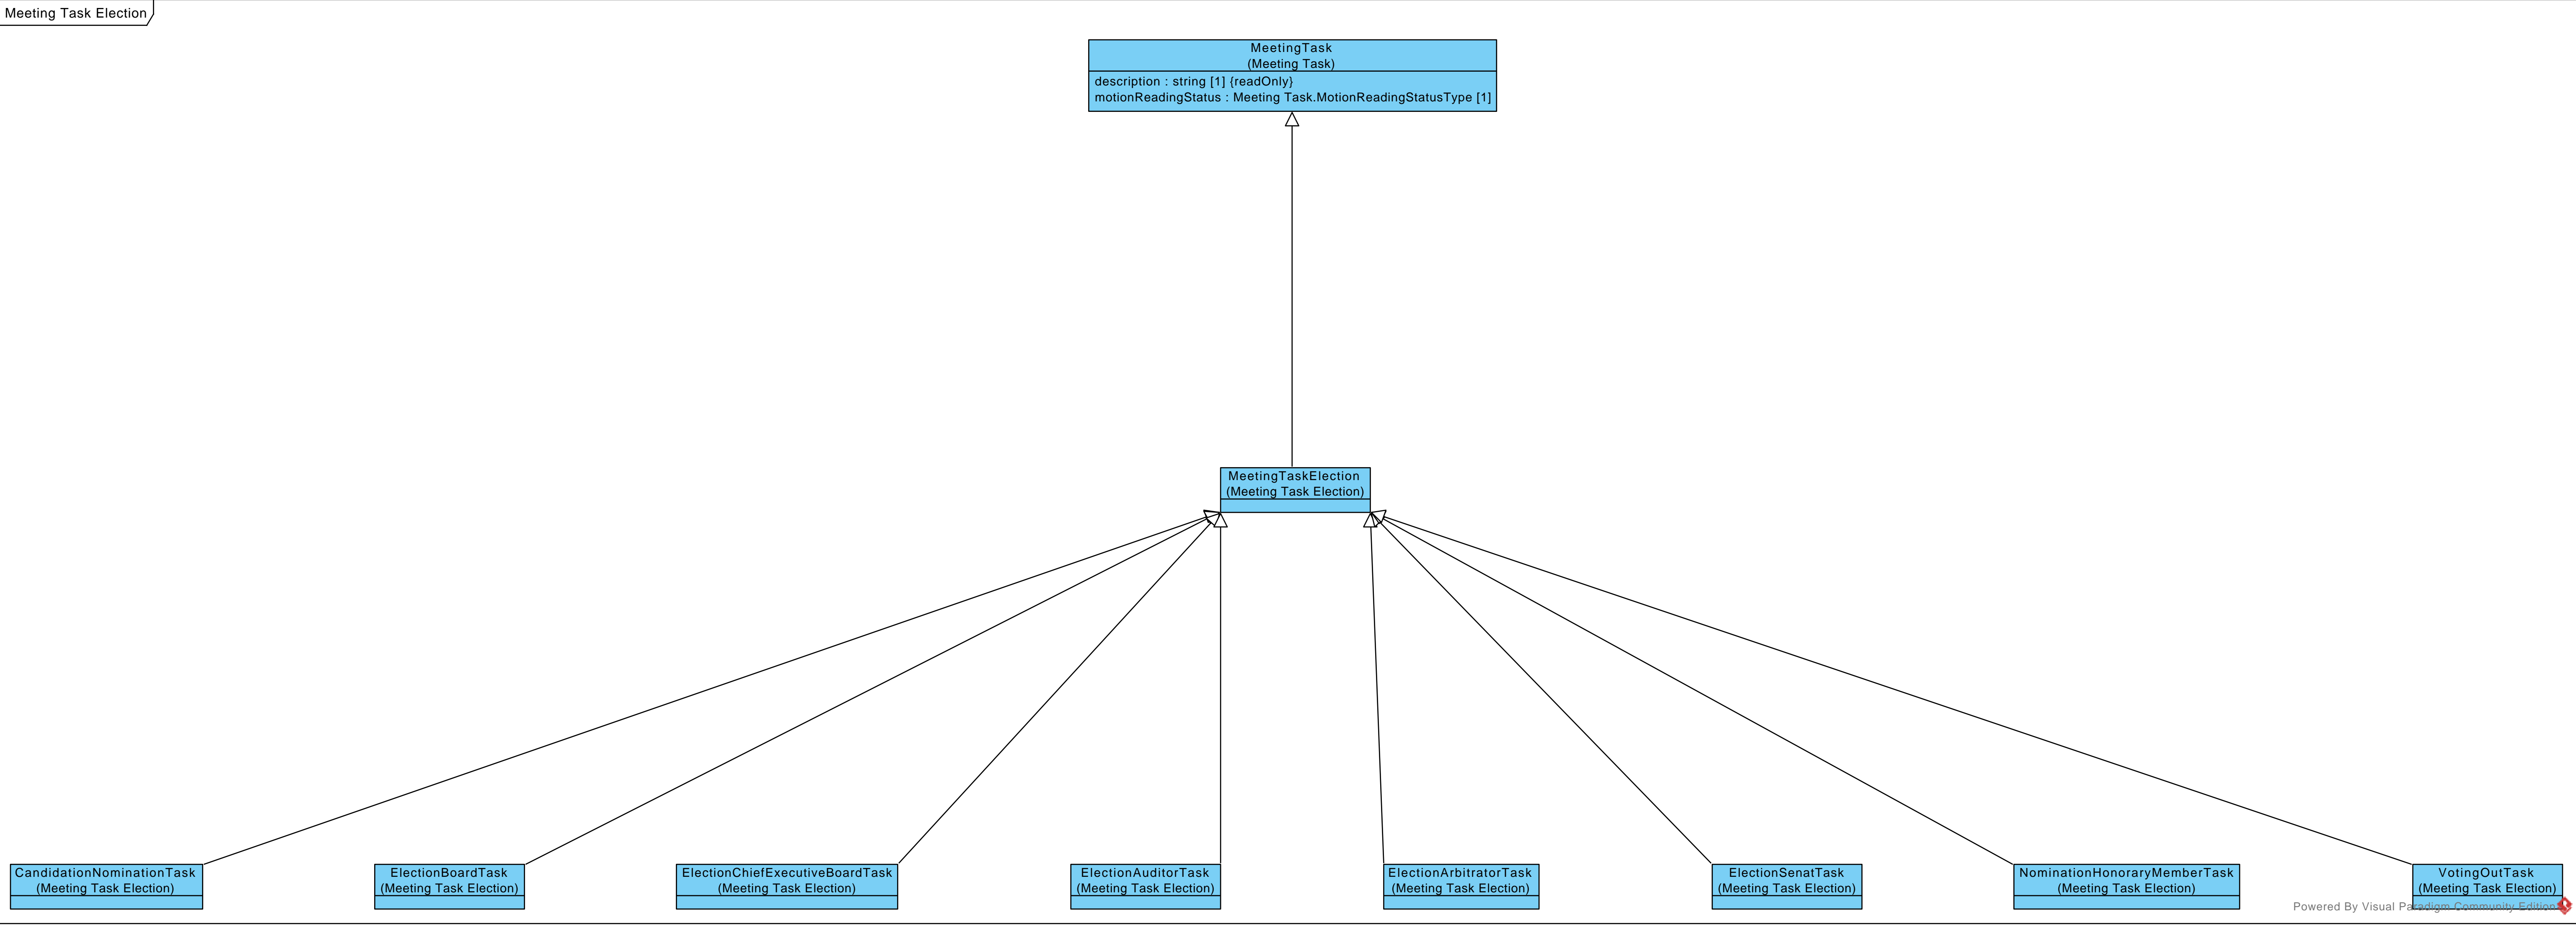 Meeting Task Election
MeetingTask
(Meeting Task)
description : string [1] {readOnly}
motionReadingStatus : Meeting Task.MotionReadingStatusType [1]
MeetingTaskElection
(Meeting Task Election)
CandidationNominationTask
(Meeting Task Election)
ElectionBoardTask
(Meeting Task Election)
ElectionChiefExecutiveBoardTask
(Meeting Task Election)
ElectionAuditorTask
(Meeting Task Election)
ElectionArbitratorTask
(Meeting Task Election)
ElectionSenatTask
(Meeting Task Election)
NominationHonoraryMemberTask
(Meeting Task Election)
VotingOutTask
(Meeting Task Election)
Powered By Visual Paradigm Community Edition